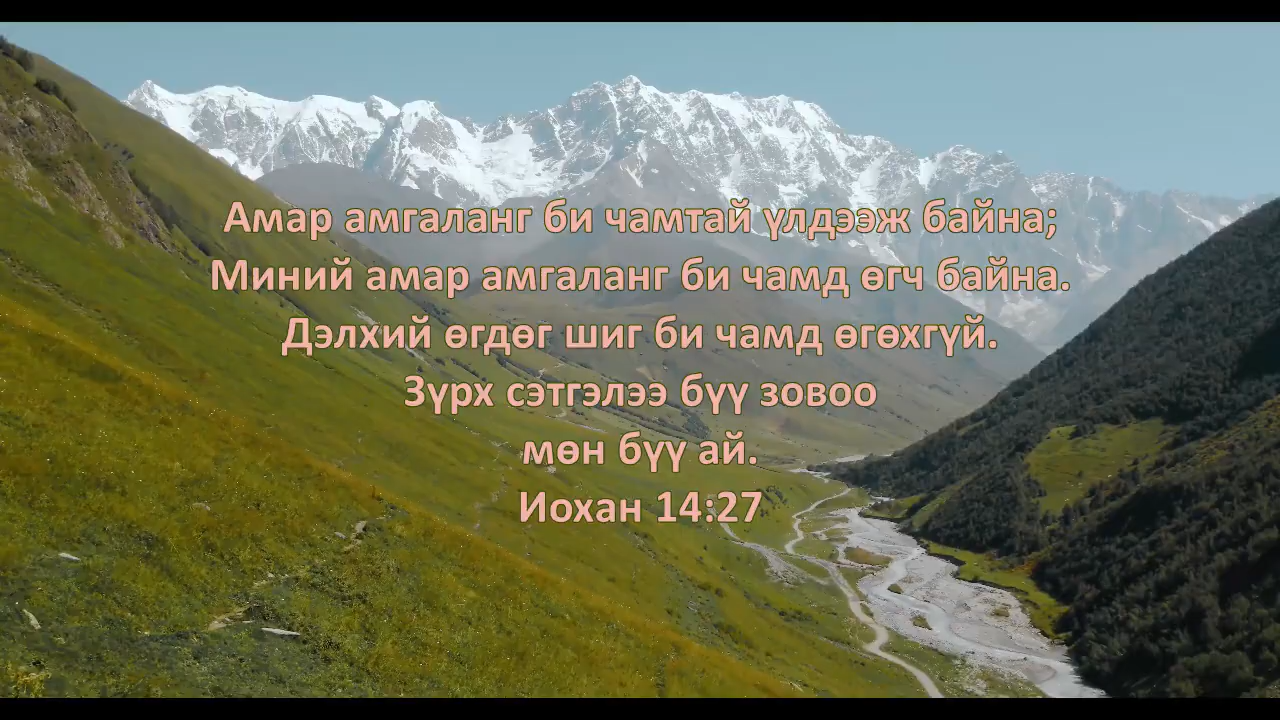 Амар амгаланг би чамтай үлдээж байна;
Миний амар амгаланг би чамд өгч байна.
Дэлхий өгдөг шиг би чамд өгөхгүй.
Зүрх сэтгэлээ бүү зовоо
мөн бүү ай.
Иохан 14:27